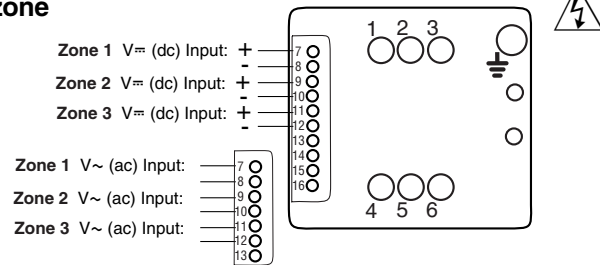 zone
Zone 1 V⎓ (dc) Input: +
-
Zone 2 V⎓ (dc) Input: +
-
Zone 3 V⎓ (dc) Input: +
-
7
8
9
10
11
12
13
14
15
16
1 2 3
4 5 6
Zone 1 V~ (ac) Input:
Zone 2 V~ (ac) Input:
Zone 3 V~ (ac) Input:
7
8
9
10
11
12
13